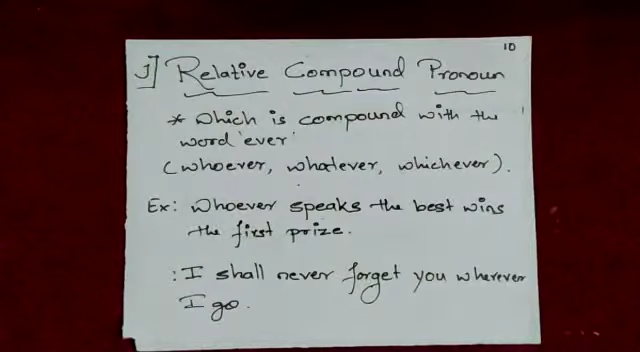 10
J] Relative Compound Pronoun
* Which is compound with the
word 'ever'
(whoever, whatever, whichever).
Ex: Whoever speaks the best wins
the first prize.
: I shall never forget you wherever
I go.